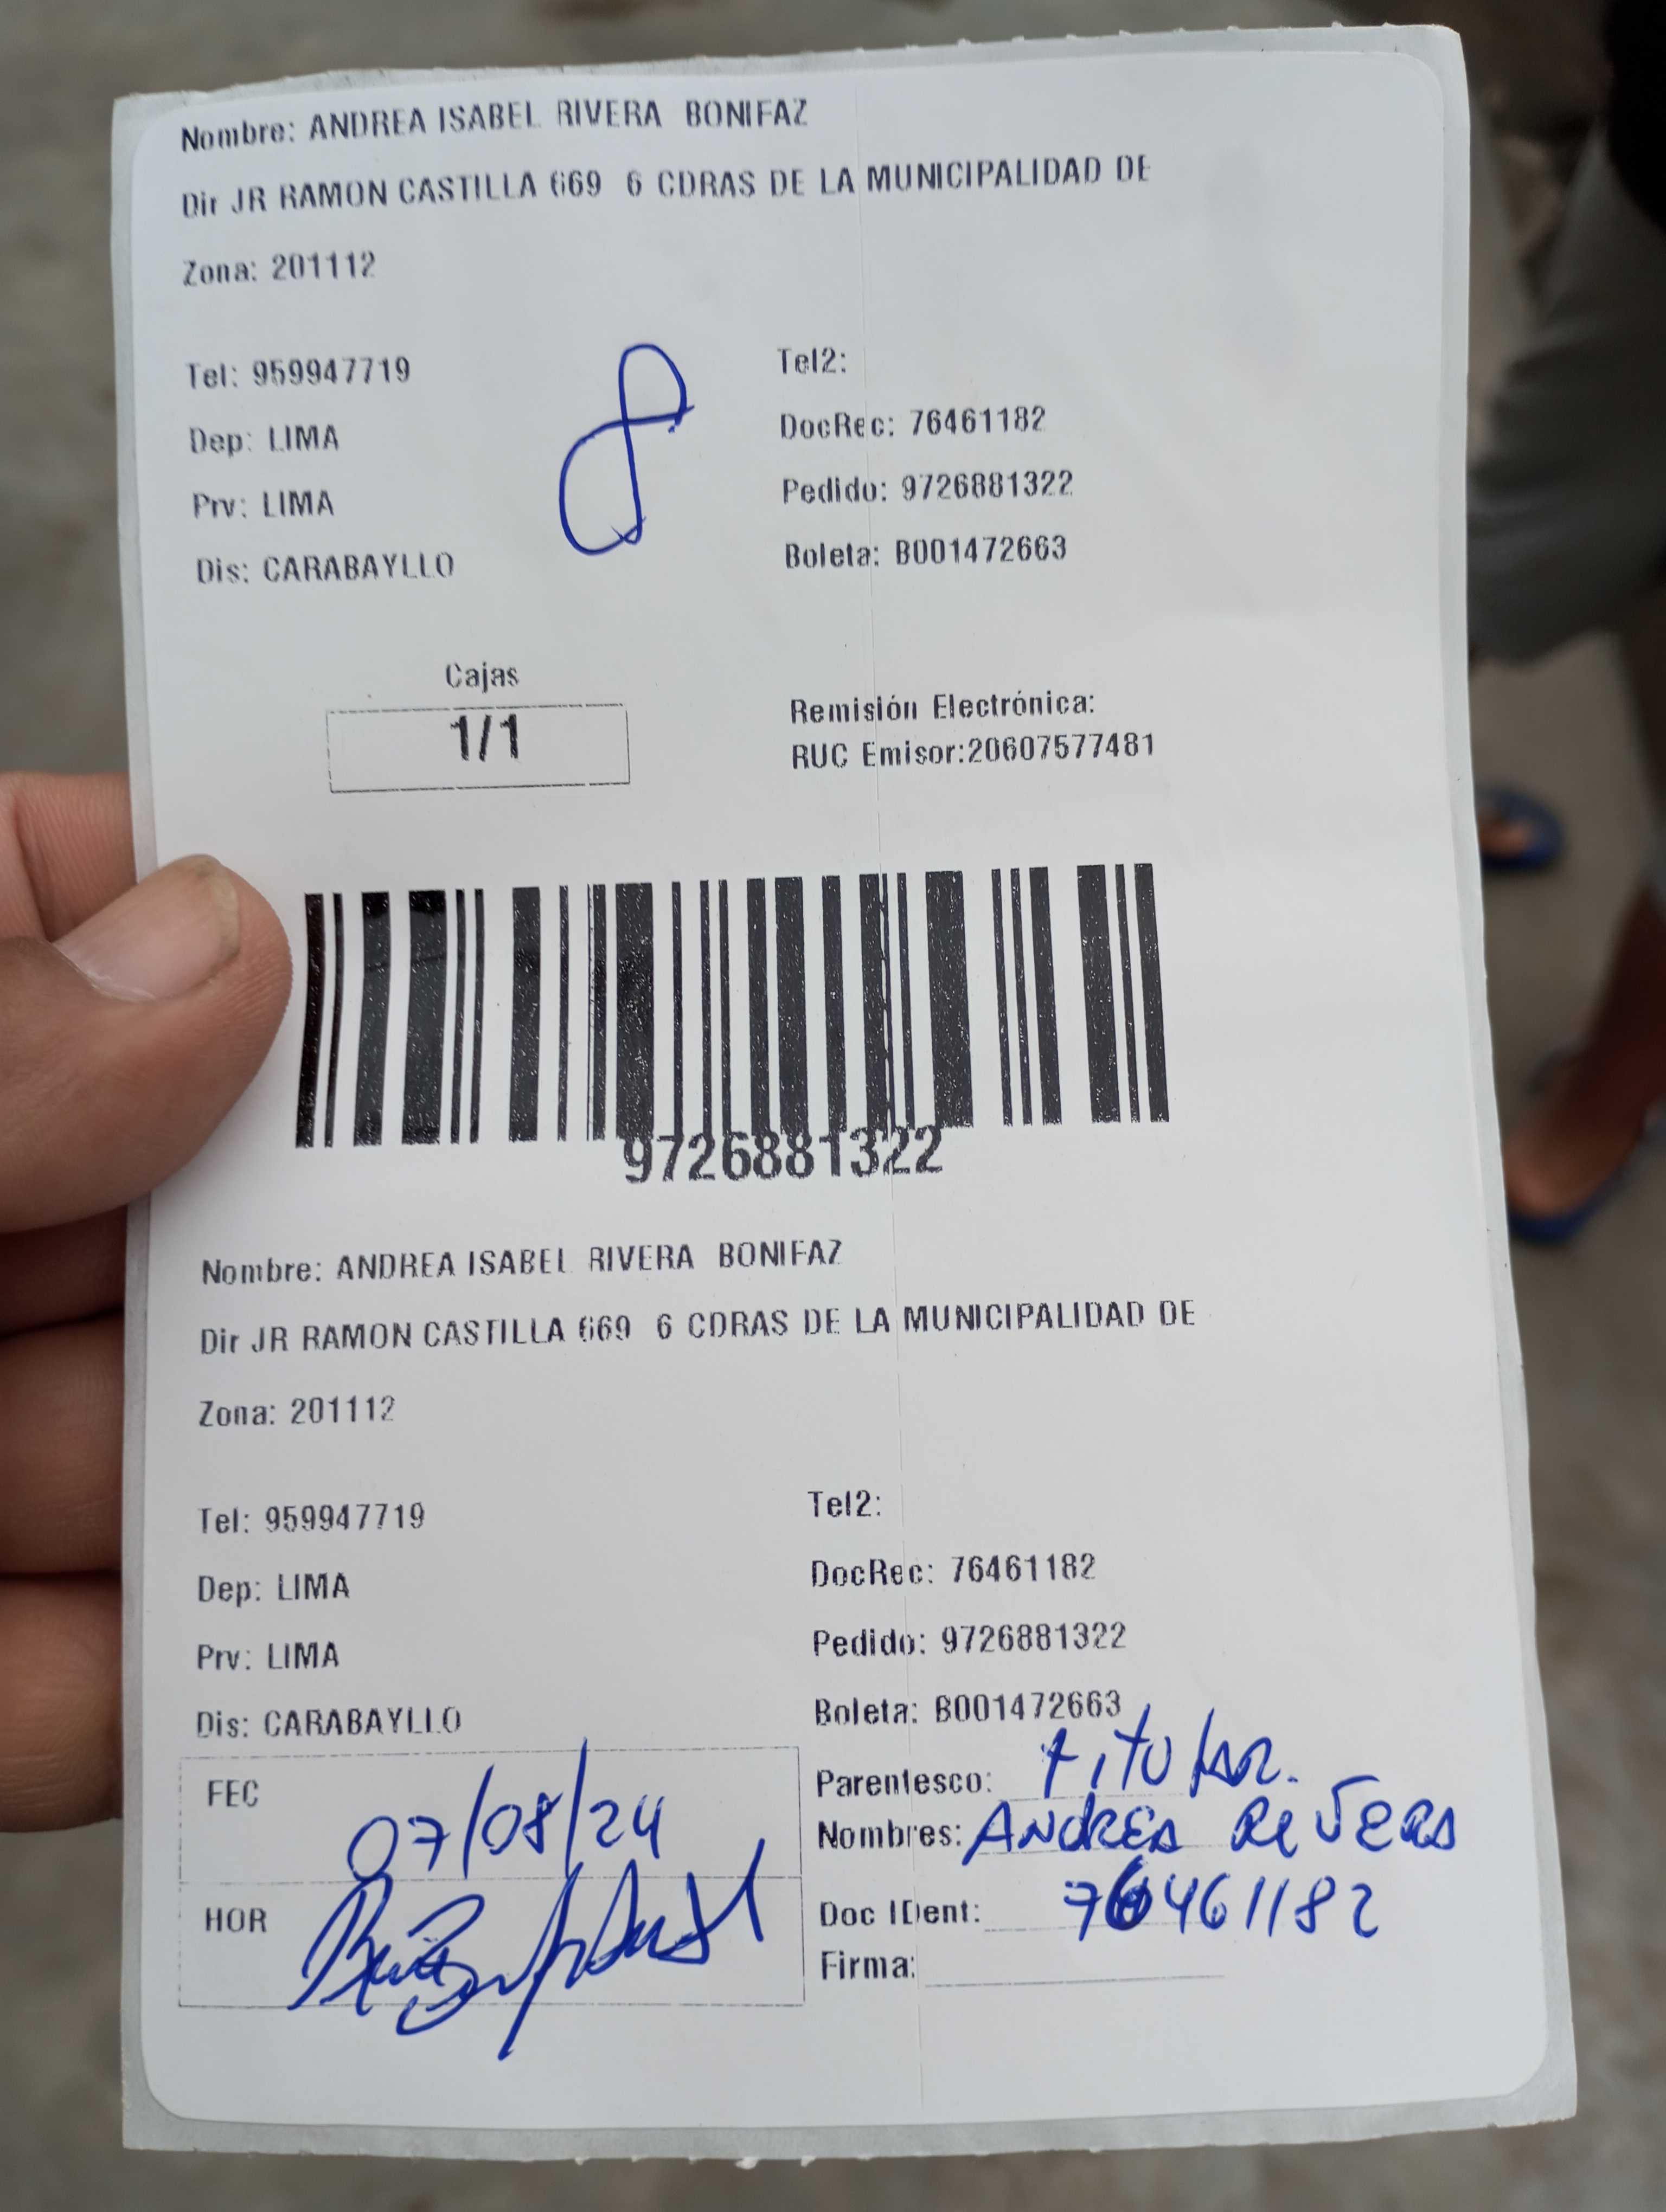 Nombre: ANDREA ISABEL RIVERA BONIFAZ
Dir JR RAMON CASTILLA 669 6 CDRAS DE LA MUNICIPALIDAD DE
Zona: 201112
Tel: 959947719 Tel2:
Dep: LIMA DocRec: 76461182
Prv: LIMA Pedido: 9726881322
Dis: CARABAYLLO Boleta: B001472663
8
Cajas
1/1
Remisión Electrónica:
RUC Emisor:20607577481
9726881322
Nombre: ANDREA ISABEL RIVERA BONIFAZ
Dir JR RAMON CASTILLA 669 6 CDRAS DE LA MUNICIPALIDAD DE
Zona: 201112
Tel: 959947719 Tel2:
Dep: LIMA DocRec: 76461182
Prv: LIMA Pedido: 9726881322
Dis: CARABAYLLO Boleta: B001472663
FEC 07/08/24
HOR
Parentesco: titular.
Nombres: ANDREA RIVERA
Doc IDent: 76461182
Firma: